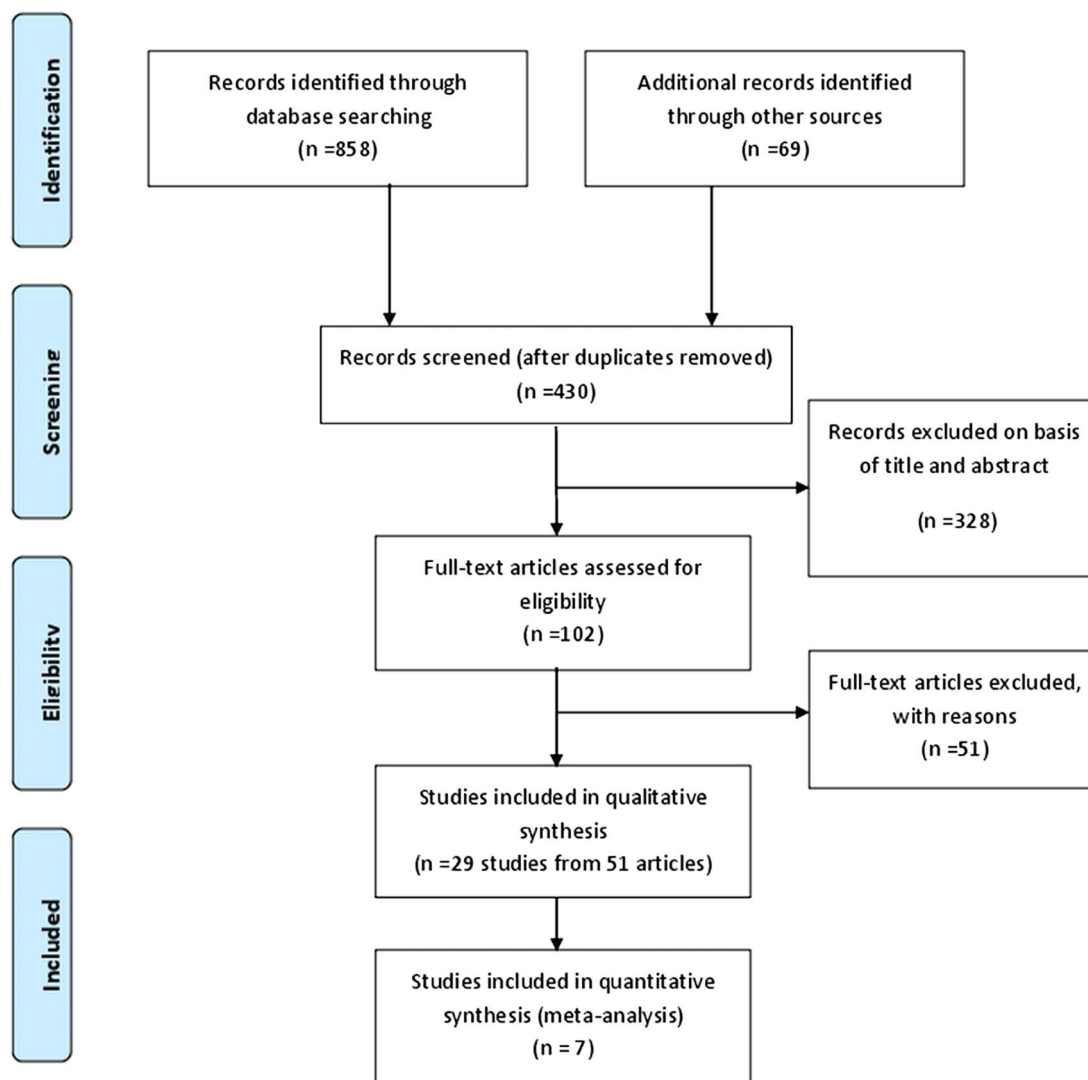 Identification
Records identified through
database searching
(n =858)
Additional records identified
through other sources
(n =69)
Screening
Records screened (after duplicates removed)
(n =430)
Records excluded on basis
of title and abstract
(n =328)
Eligibility
Full-text articles assessed for
eligibility
(n =102)
Full-text articles excluded,
with reasons
(n =51)
Studies included in qualitative
synthesis
(n =29 studies from 51 articles)
Included
Studies included in quantitative
synthesis (meta-analysis)
(n = 7)